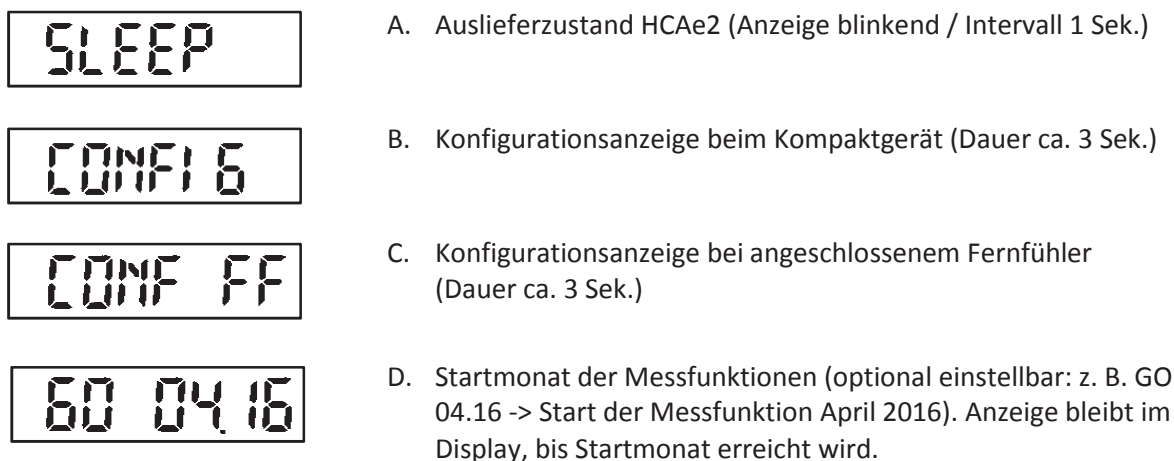 SLEEP
A. Auslieferzustand HCAe2 (Anzeige blinkend / Intervall 1 Sek.)
CONFIG
B. Konfigurationsanzeige beim Kompaktgerät (Dauer ca. 3 Sek.)
CONF FF
C. Konfigurationsanzeige bei angeschlossenem Fernfühler
(Dauer ca. 3 Sek.)
GO 04.16
D. Startmonat der Messfunktionen (optional einstellbar: z. B. GO
04.16 -> Start der Messfunktion April 2016). Anzeige bleibt im
Display, bis Startmonat erreicht wird.